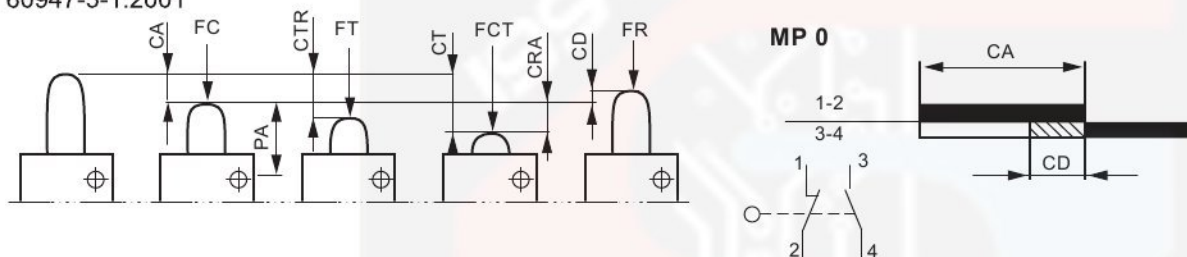 60947-5-1:2001
CA FC CTR FT CT FCT CRA CD FR
PA
MP 0
CA
1-2
3-4
CD
1 3
2 4